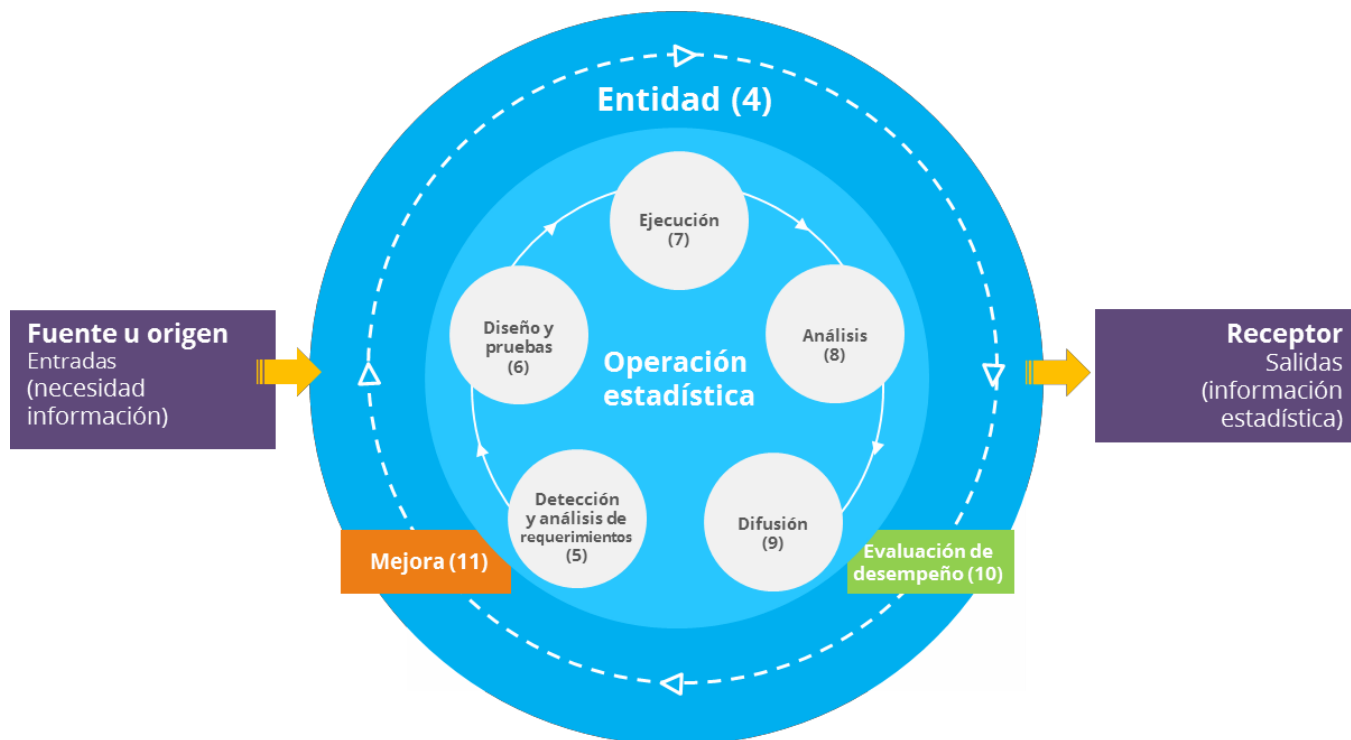 Entidad (4)
Ejecución
(7)
Diseño y
pruebas
(6)
Análisis
(8)
Operación
estadística
Fuente u origen
Entradas
(necesidad
información)
Receptor
Salidas
(información
estadística)
Detección
y análisis de
requerimientos
(5)
Difusión
(9)
Mejora (11)
Evaluación de
desempeño (10)